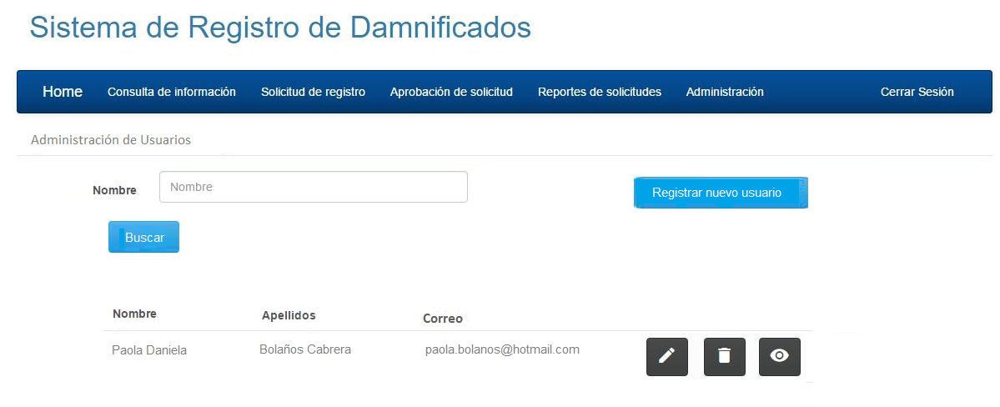 Sistema de Registro de Damnificados
Home Consulta de información Solicitud de registro Aprobación de solicitud Reportes de solicitudes Administración Cerrar Sesión
Administración de Usuarios
Nombre Nombre Registrar nuevo usuario
Buscar
Nombre Apellidos Correo
Paola Daniela Bolaños Cabrera paola.bolanos@hotmail.com